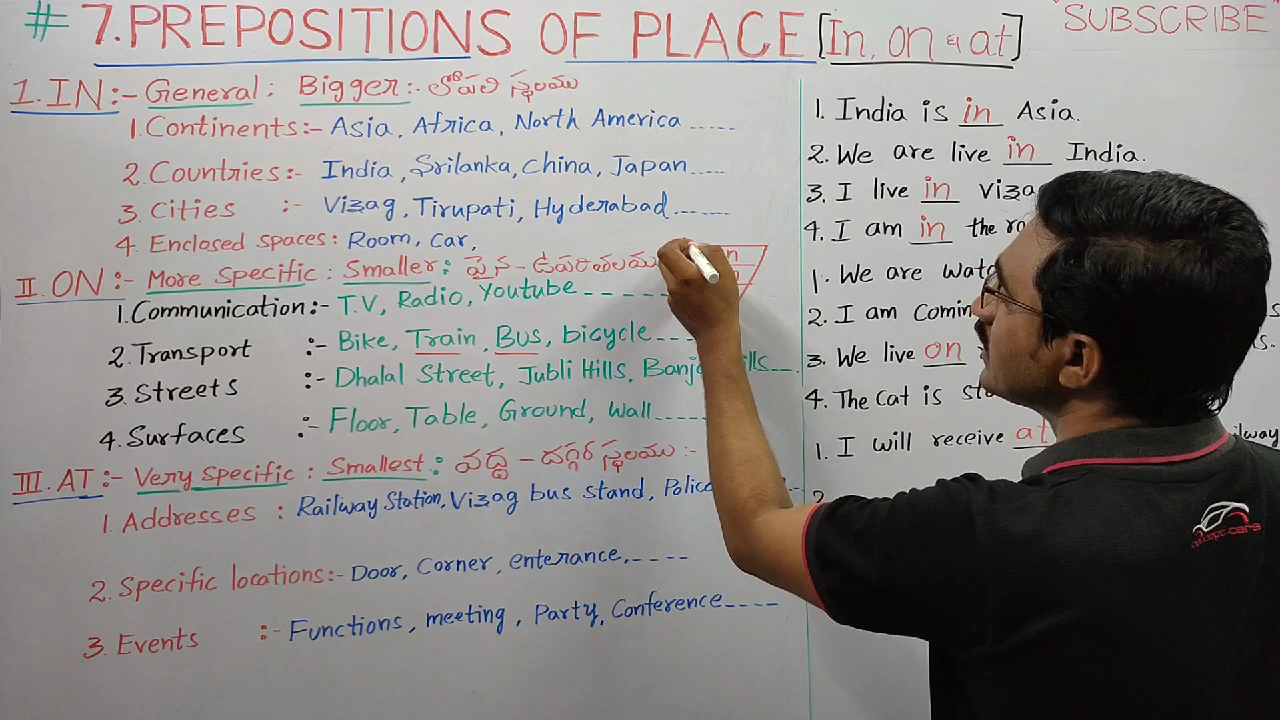 # 7. PREPOSITIONS OF PLACE [In, on & at]
"SUBSCRIBE"
1. IN :- General ; Bigger :- లోపలి స్థలము
1. Continents :- Asia, Africa, North America .....
2. Countries :- India, Srilanka, China, Japan .....
3. Cities :- Vizag, Tirupati, Hyderabad .......
4. Enclosed spaces : Room, Car,
II. ON :- More specific : Smaller : పైన - ఉపరితలము
1. Communication :- T.V, Radio, Youtube - - - - -
2. Transport :- Bike, Train, Bus, bicycle - - -
3. Streets :- Dhalal Street, Jubli Hills,
4. Surfaces :- Floor, Table, Ground, Wall - - - -
III. AT :- Very specific : Smallest : వద్ద - దగ్గర స్థలము :-
1. Addresses : Railway Station, Vizag bus stand,
2. Specific locations :- Door, Corner, enterance, - - - -
3. Events :- Functions, meeting, Party, Conference - - - -
1. India is in Asia.
2. We are live in India.
3. I live in
4. I am in the
1. We are
2. I am
3. We live on
4. The Cat is
1. I will receive at
2.